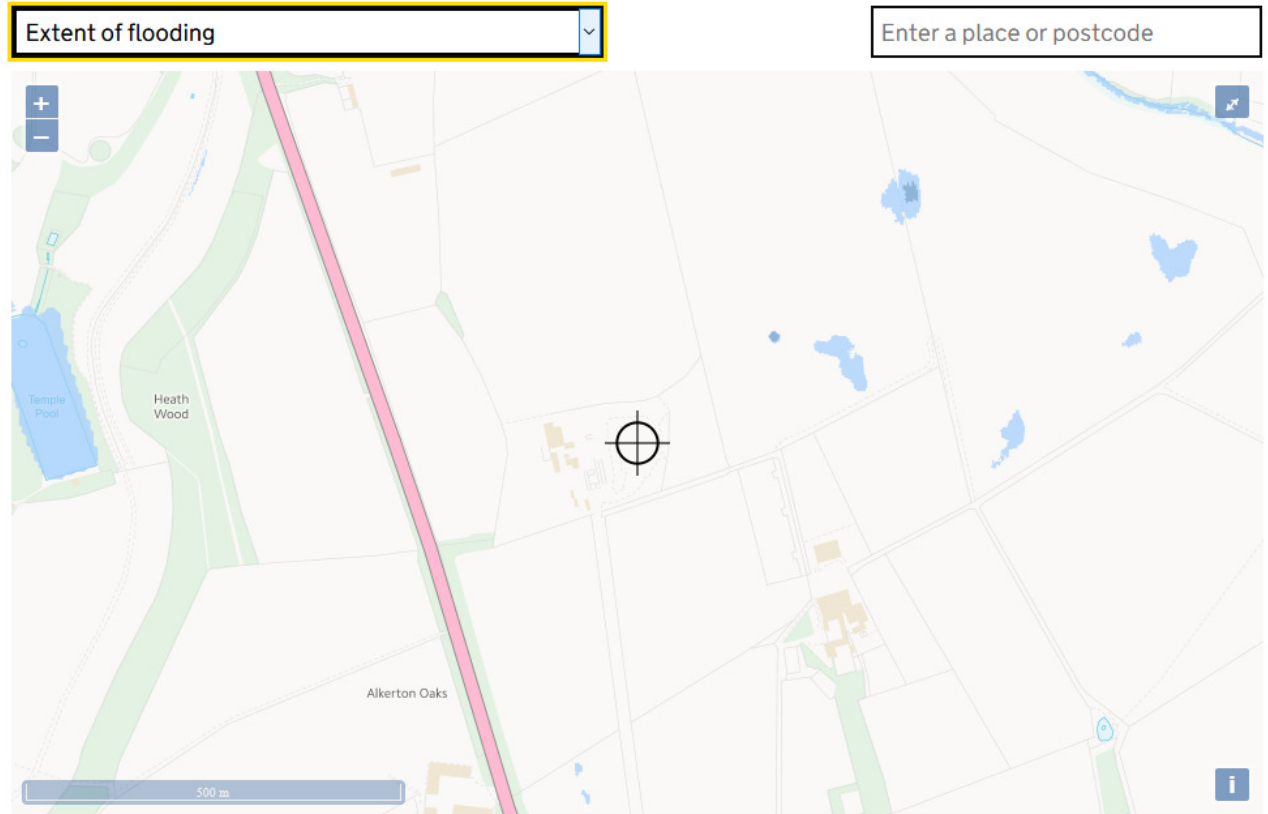 Extent of flooding
Enter a place or postcode
+
−
Temple
Pool
Heath
Wood
Alkerton Oaks
500 m
i